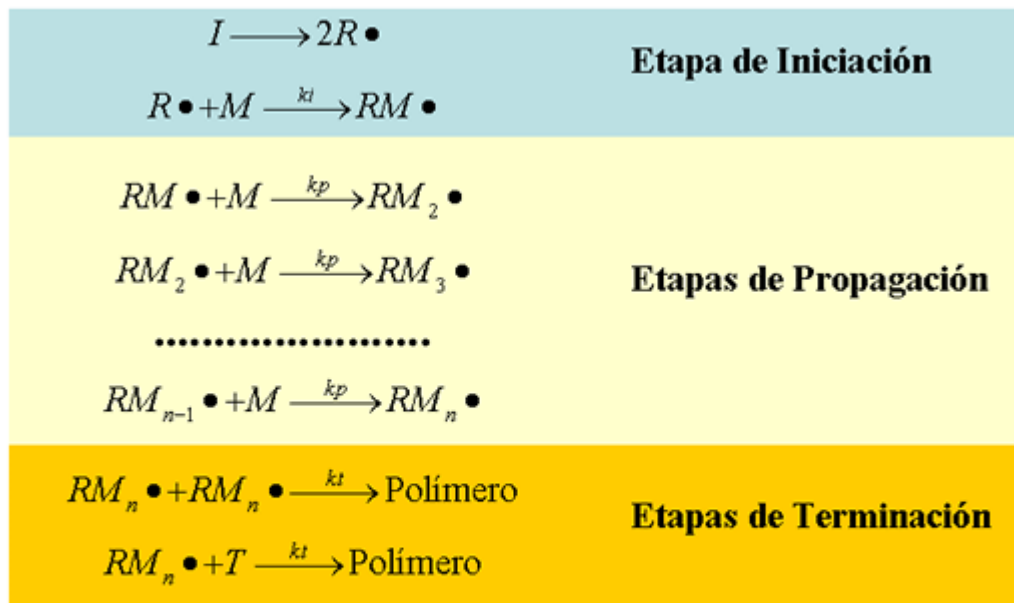 I ⟶ 2R•
Etapa de Iniciación
R• +M —ki→ RM•
RM• +M —kp→ RM₂•
RM₂• +M —kp→ RM₃•
Etapas de Propagación
.......................
RMₙ₋₁• +M —kp→ RMₙ•
RMₙ• +RMₙ• —kt→ Polímero
Etapas de Terminación
RMₙ• +T —kt→ Polímero